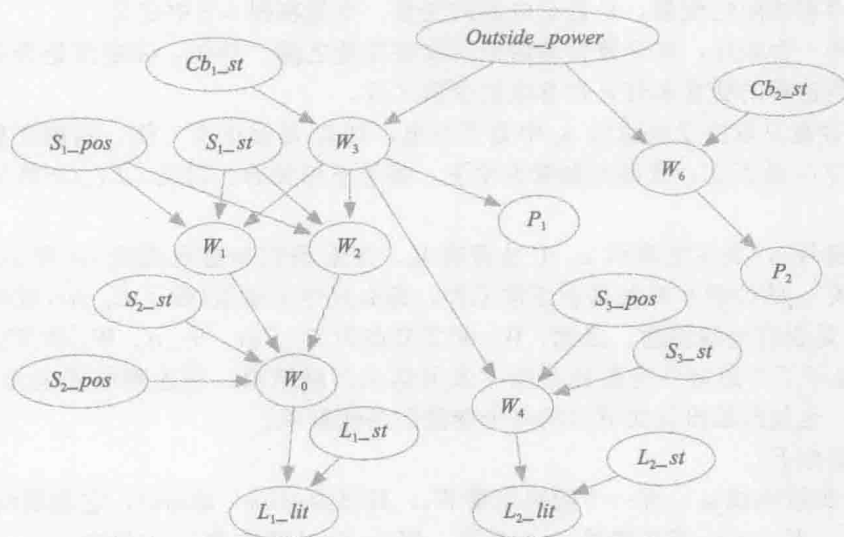 Outside_power
Cb₁_st
Cb₂_st
S₁_pos
S₁_st
W₃
W₆
P₁
W₁
W₂
P₂
S₂_st
S₃_pos
S₃_st
S₂_pos
W₀
W₄
L₁_st
L₂_st
L₁_lit
L₂_lit